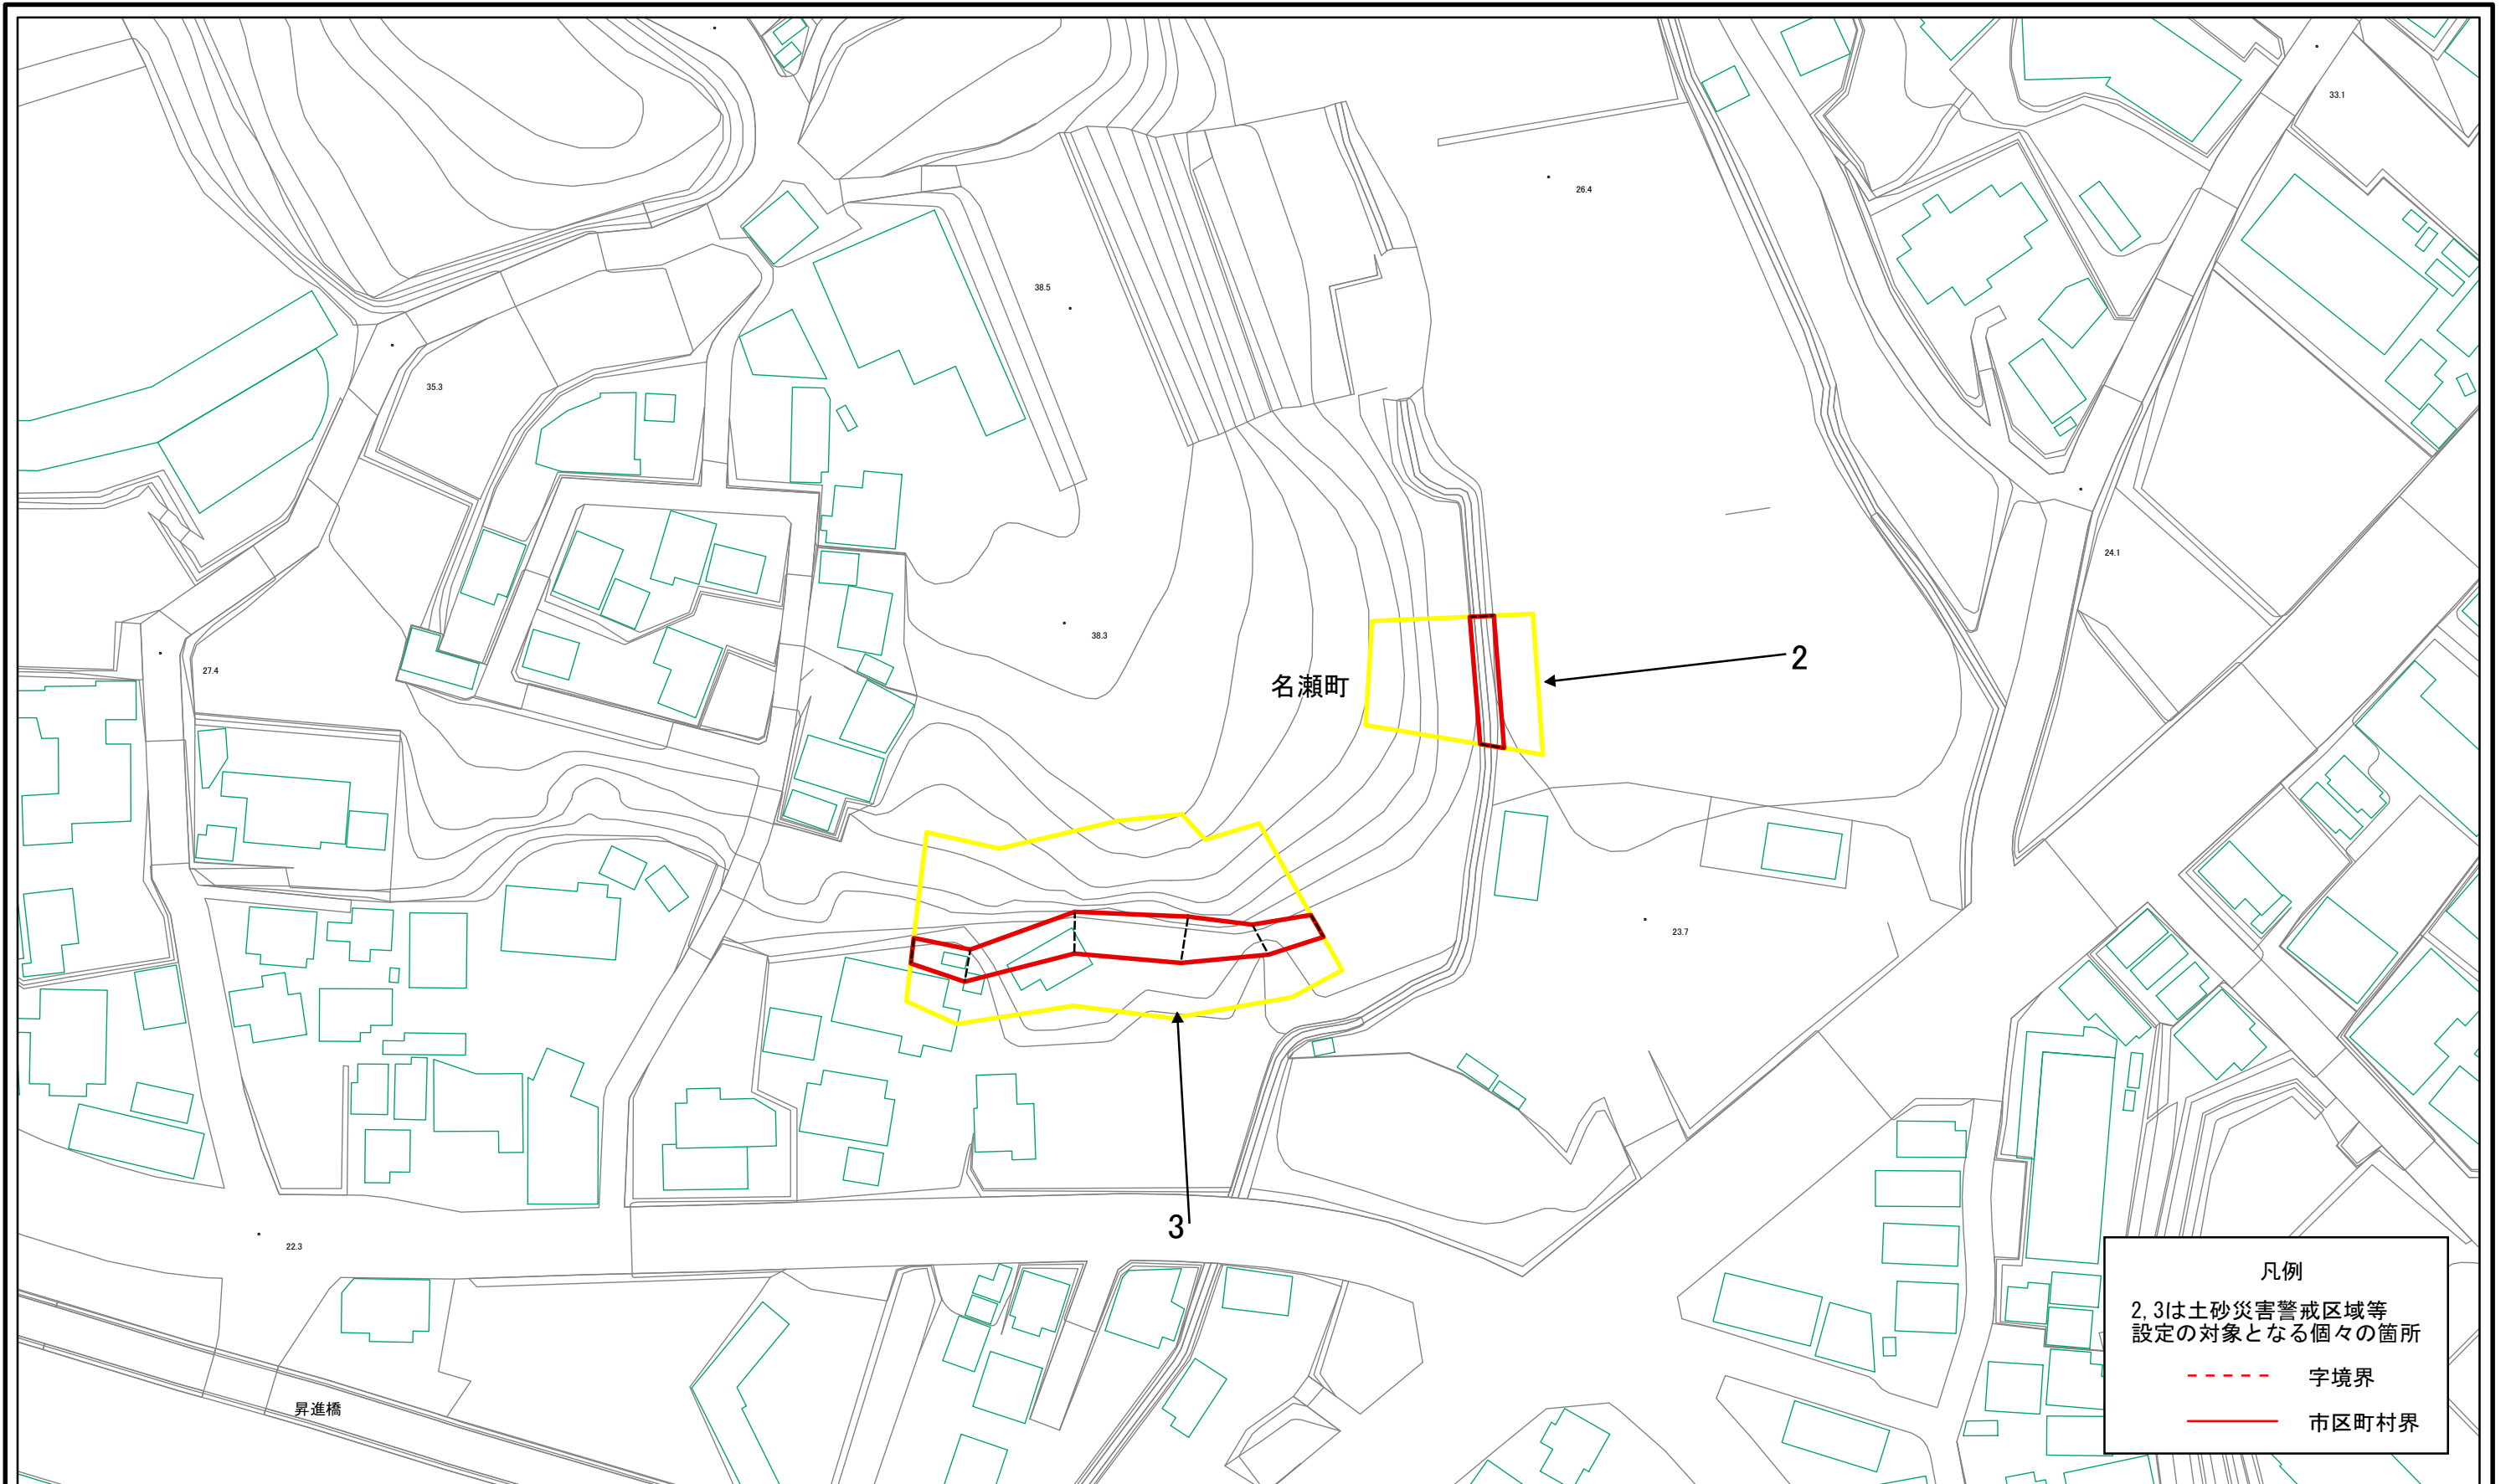 33.1
26.4
38.5
35.3
24.1
38.3
27.4
2
名瀬町
23.7
3
22.3
昇進橋
凡例
2,3は土砂災害警戒区域等
設定の対象となる個々の箇所
字境界
市区町村界